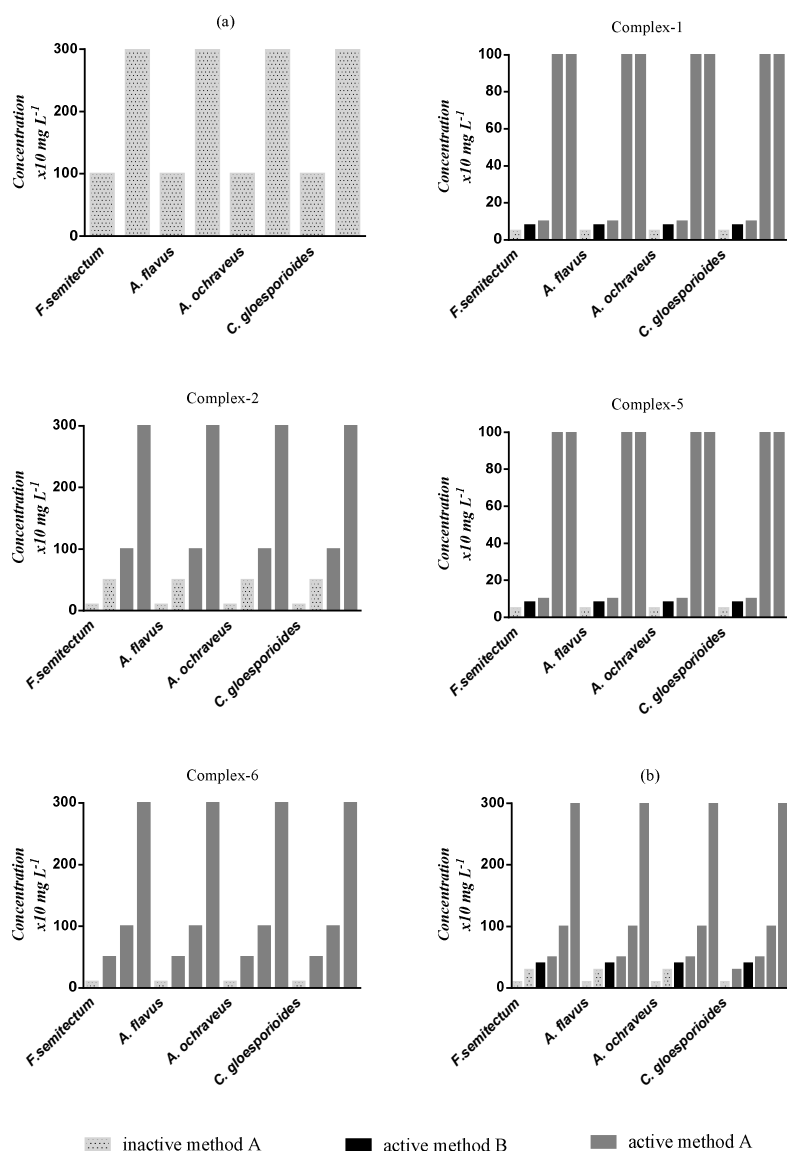 (a)
300
200
100
0
Concentration
x10 mg L-1
F.semitectum
A. flavus
A. ochraveus
C. gloesporioides
Complex-1
100
80
60
40
20
0
Concentration
x10 mg L-1
F.semitectum
A. flavus
A. ochraveus
C. gloesporioides
Complex-2
300
200
100
0
Concentration
x10 mg L-1
F.semitectum
A. flavus
A. ochraveus
C. gloesporioides
Complex-5
100
80
60
40
20
0
Concentration
x10 mg L-1
F.semitectum
A. flavus
A. ochraveus
C. gloesporioides
Complex-6
300
200
100
0
Concentration
x10 mg L-1
F.semitectum
A. flavus
A. ochraveus
C. gloesporioides
(b)
300
200
100
0
Concentration
x10 mg L-1
F.semitectum
A. flavus
A. ochraveus
C. gloesporioides
inactive method A
active method B
active method A